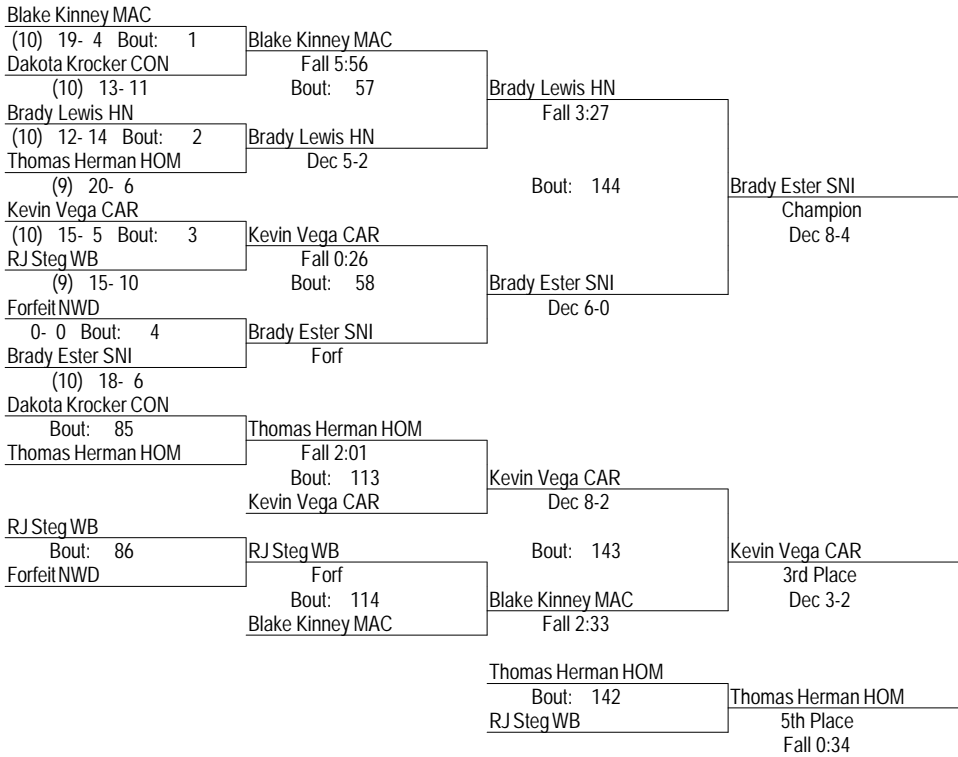 Blake Kinney MAC
(10) 19- 4 Bout: 1
Blake Kinney MAC
Dakota Krocker CON
Fall 5:56
(10) 13- 11
Bout: 57
Brady Lewis HN
Brady Lewis HN
Fall 3:27
(10) 12- 14 Bout: 2
Brady Lewis HN
Thomas Herman HOM
Dec 5-2
(9) 20- 6
Bout: 144
Brady Ester SNI
Kevin Vega CAR
Champion
(10) 15- 5 Bout: 3
Kevin Vega CAR
Dec 8-4
RJ Steg WB
Fall 0:26
(9) 15- 10
Bout: 58
Brady Ester SNI
Forfeit NWD
Dec 6-0
0- 0 Bout: 4
Brady Ester SNI
Brady Ester SNI
Forf
(10) 18- 6
Dakota Krocker CON
Bout: 85
Thomas Herman HOM
Thomas Herman HOM
Fall 2:01
Bout: 113
Kevin Vega CAR
Kevin Vega CAR
Dec 8-2
RJ Steg WB
Bout: 86
RJ Steg WB
Bout: 143
Kevin Vega CAR
Forfeit NWD
Forf
3rd Place
Bout: 114
Blake Kinney MAC
Dec 3-2
Blake Kinney MAC
Fall 2:33
Thomas Herman HOM
Bout: 142
Thomas Herman HOM
RJ Steg WB
5th Place
Fall 0:34